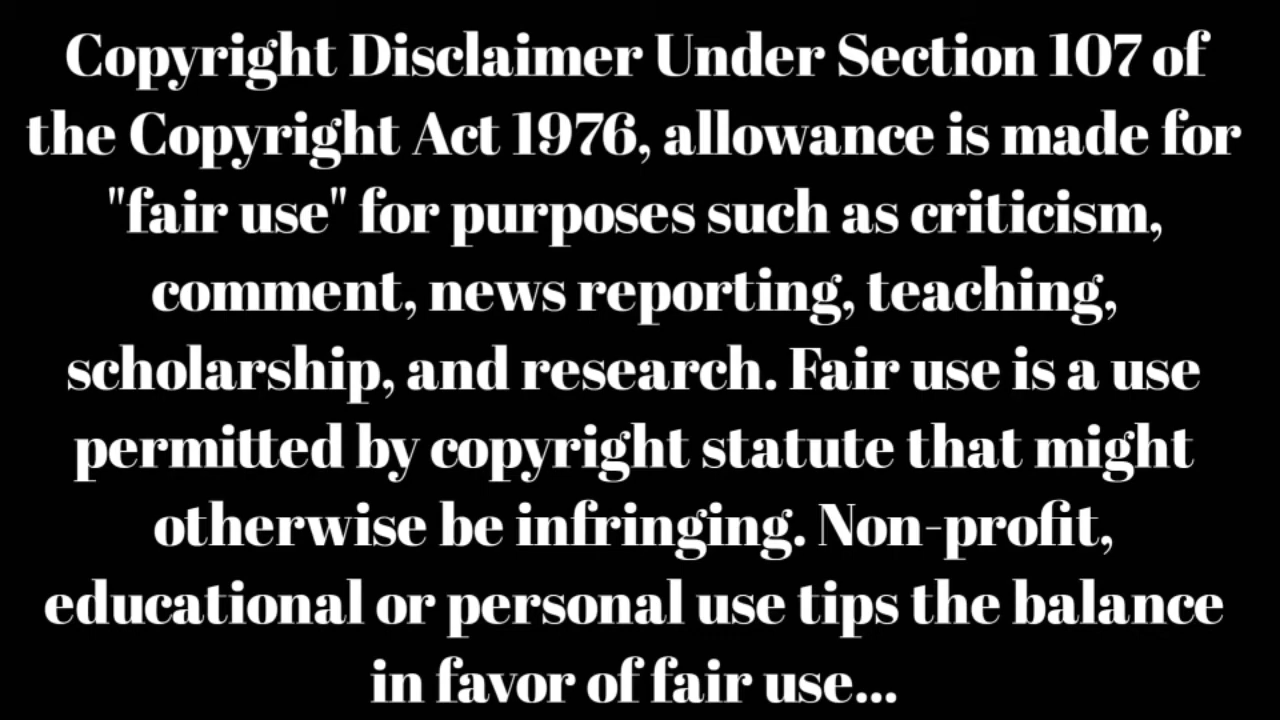 Copyright Disclaimer Under Section 107 of
the Copyright Act 1976, allowance is made for
"fair use" for purposes such as criticism,
comment, news reporting, teaching,
scholarship, and research. Fair use is a use
permitted by copyright statute that might
otherwise be infringing. Non-profit,
educational or personal use tips the balance
in favor of fair use...